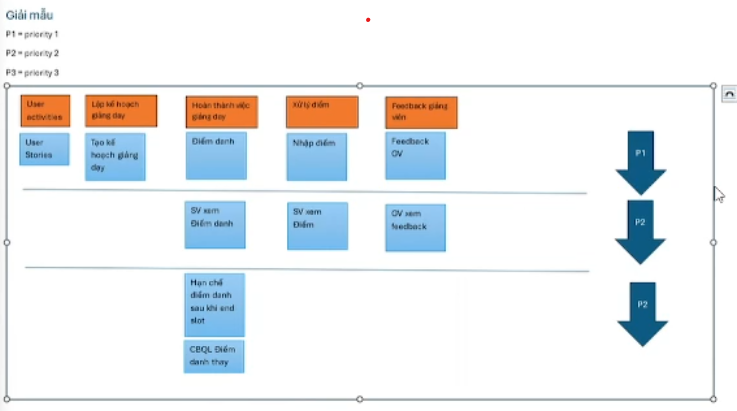 Giải mẫu
P1 = priority 1
P2 = priority 2
P3 = priority 3
User
activities
Lập kế hoạch
giảng dạy
Hoàn thành việc
giảng dạy
Xử lý điểm
Feedback giảng
viên
User
Stories
Tạo kế
hoạch giảng
dạy
Điểm danh
Nhập điểm
Feedback
GV
P1
SV xem
Điểm danh
SV xem
Điểm
GV xem
feedback
P2
Hạn chế
điểm danh
sau khi end
slot
P2
CBQL Điểm
danh thay